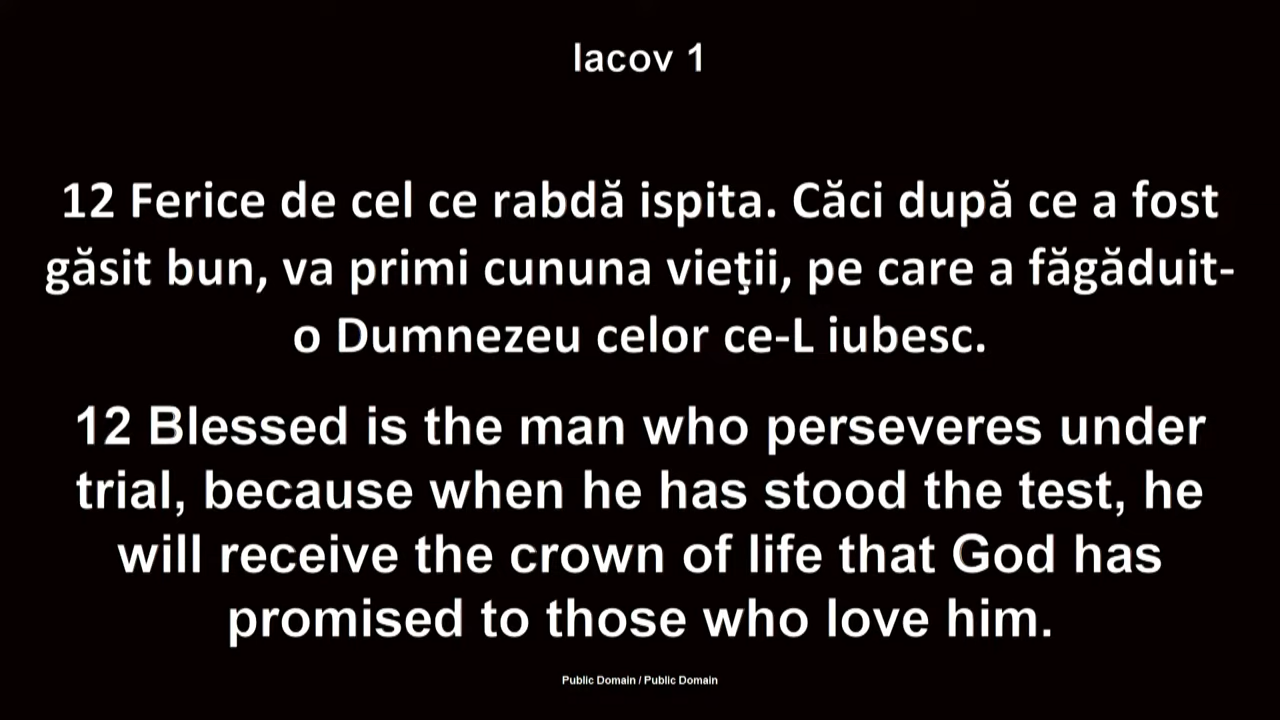 Iacov 1
12 Ferice de cel ce rabdă ispita. Căci după ce a fost
găsit bun, va primi cununa vieţii, pe care a făgăduit-
o Dumnezeu celor ce-L iubesc.
12 Blessed is the man who perseveres under
trial, because when he has stood the test, he
will receive the crown of life that God has
promised to those who love him.
Public Domain / Public Domain